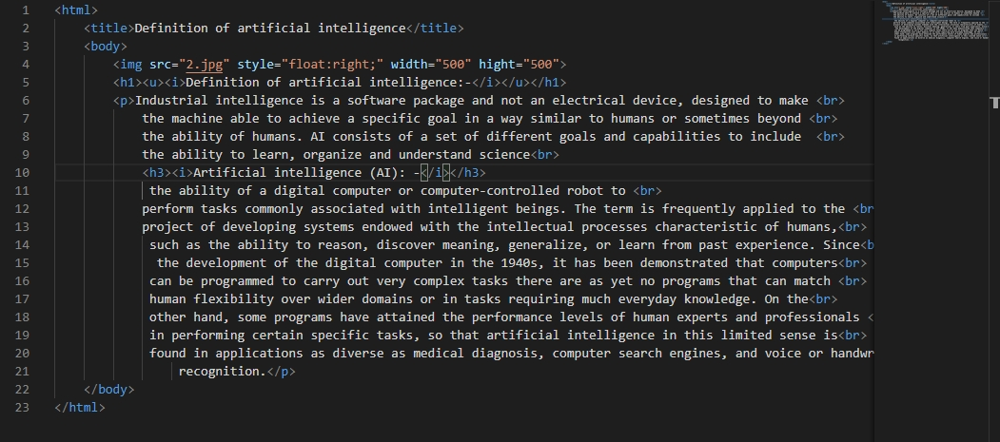 1 <html>
2 <title>Definition of artificial intelligence</title>
3 <body>
4 <img src="2.jpg" style="float:right;" width="500" hight="500">
5 <h1><u><i>Definition of artificial intelligence:-</i></u></h1>
6 <p>Industrial intelligence is a software package and not an electrical device, designed to make <br>
7 the machine able to achieve a specific goal in a way similar to humans or sometimes beyond <br>
8 the ability of humans. AI consists of a set of different goals and capabilities to include <br>
9 the ability to learn, organize and understand science<br>
10 <h3><i>Artificial intelligence (AI): -</i></h3>
11 the ability of a digital computer or computer-controlled robot to <br>
12 perform tasks commonly associated with intelligent beings. The term is frequently applied to the <br
13 project of developing systems endowed with the intellectual processes characteristic of humans,<br>
14 such as the ability to reason, discover meaning, generalize, or learn from past experience. Since<b
15 the development of the digital computer in the 1940s, it has been demonstrated that computers<br>
16 can be programmed to carry out very complex tasks there are as yet no programs that can match <br>
17 human flexibility over wider domains or in tasks requiring much everyday knowledge. On the<br>
18 other hand, some programs have attained the performance levels of human experts and professionals <
19 in performing certain specific tasks, so that artificial intelligence in this limited sense is<br>
20 found in applications as diverse as medical diagnosis, computer search engines, and voice or handwr
21 recognition.</p>
22 </body>
23 </html>